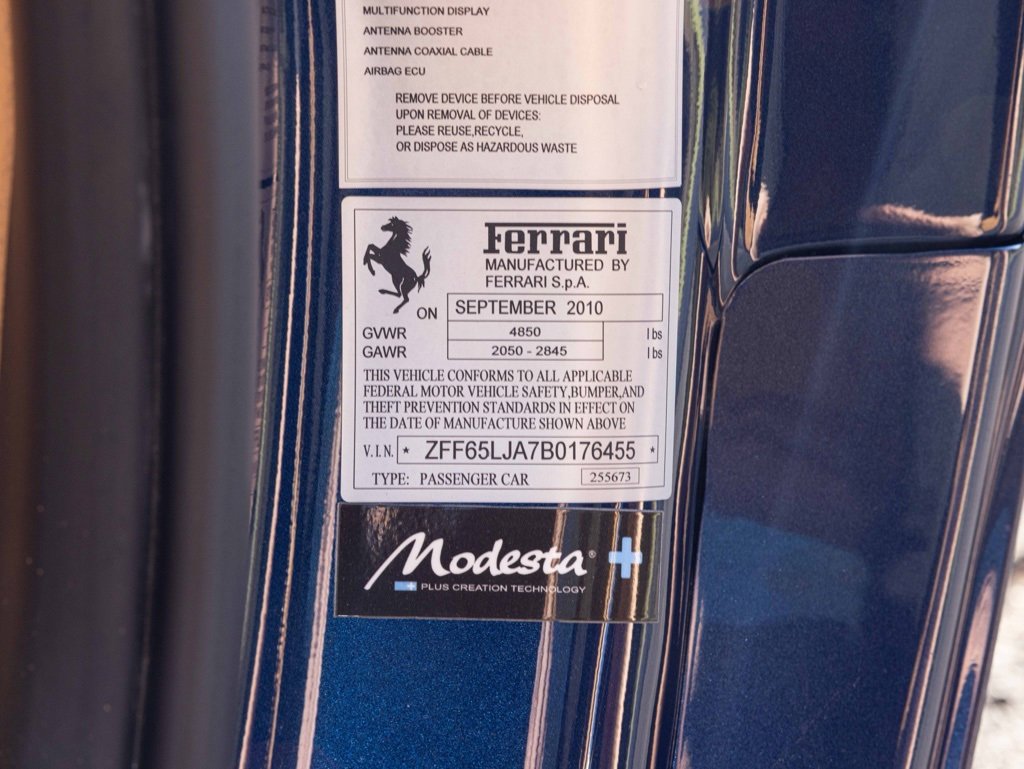 MULTIFUNCTION DISPLAY
ANTENNA BOOSTER
ANTENNA COAXIAL CABLE
AIRBAG ECU
REMOVE DEVICE BEFORE VEHICLE DISPOSAL
UPON REMOVAL OF DEVICES:
PLEASE REUSE,RECYCLE,
OR DISPOSE AS HAZARDOUS WASTE
Ferrari
MANUFACTURED BY
FERRARI S.p.A.
ON SEPTEMBER 2010
GVWR 4850 lbs
GAWR 2050 - 2845 lbs
THIS VEHICLE CONFORMS TO ALL APPLICABLE
FEDERAL MOTOR VEHICLE SAFETY,BUMPER,AND
THEFT PREVENTION STANDARDS IN EFFECT ON
THE DATE OF MANUFACTURE SHOWN ABOVE
V.I.N. * ZFF65LJA7B0176455 *
TYPE: PASSENGER CAR 255673
Modesta®
PLUS CREATION TECHNOLOGY